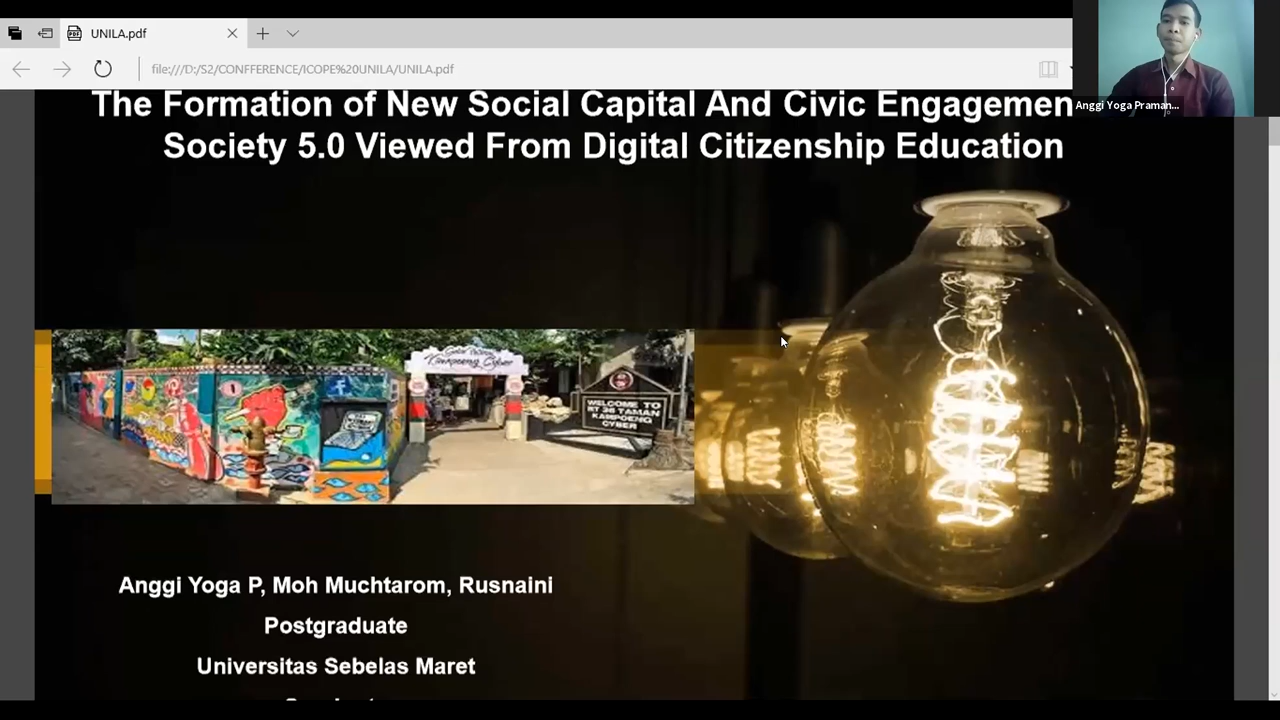 UNILA.pdf
file:///D:/S2/CONFFERENCE/ICOPE%20UNILA/UNILA.pdf
Anggi Yoga Praman...
The Formation of New Social Capital And Civic Engagemen
Society 5.0 Viewed From Digital Citizenship Education
Kampoeng Cyber
WELCOME TO
RT 36 TAMAN
KAMPOENG
CYBER
Anggi Yoga P, Moh Muchtarom, Rusnaini
Postgraduate
Universitas Sebelas Maret